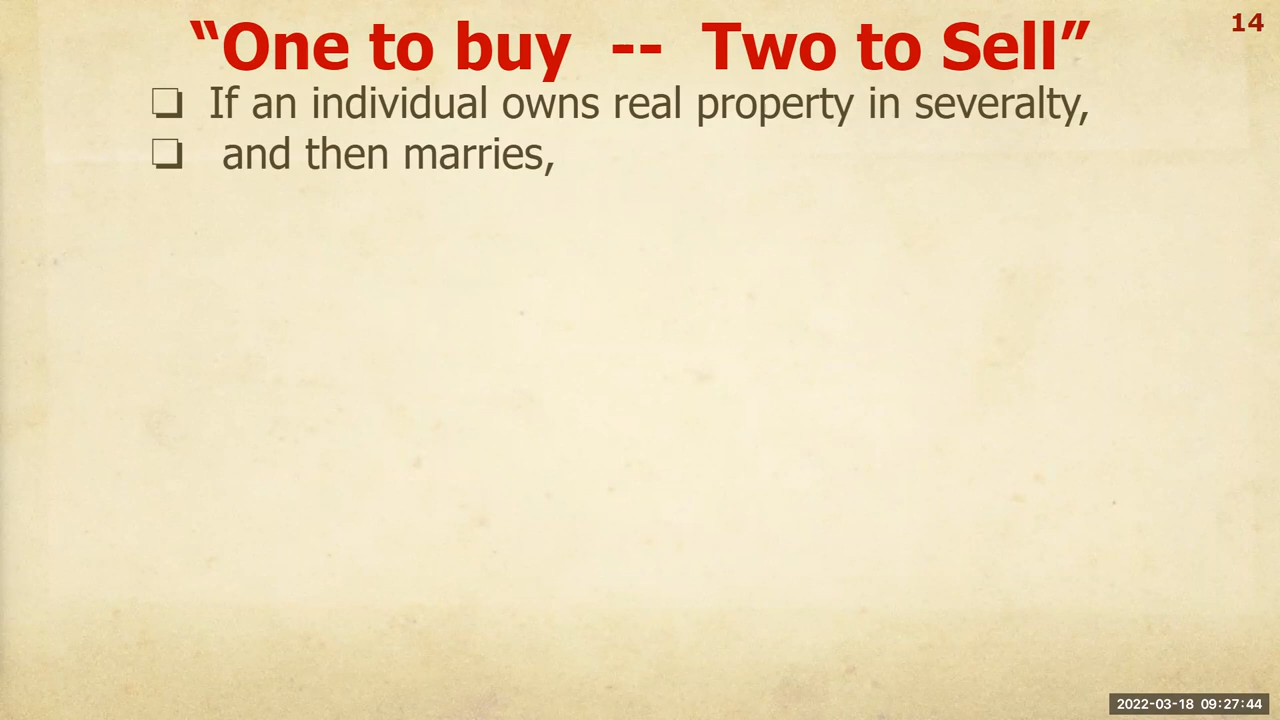 14
“One to buy -- Two to Sell”
❏ If an individual owns real property in severalty,
❏ and then marries,
2022-03-18 09:27:44